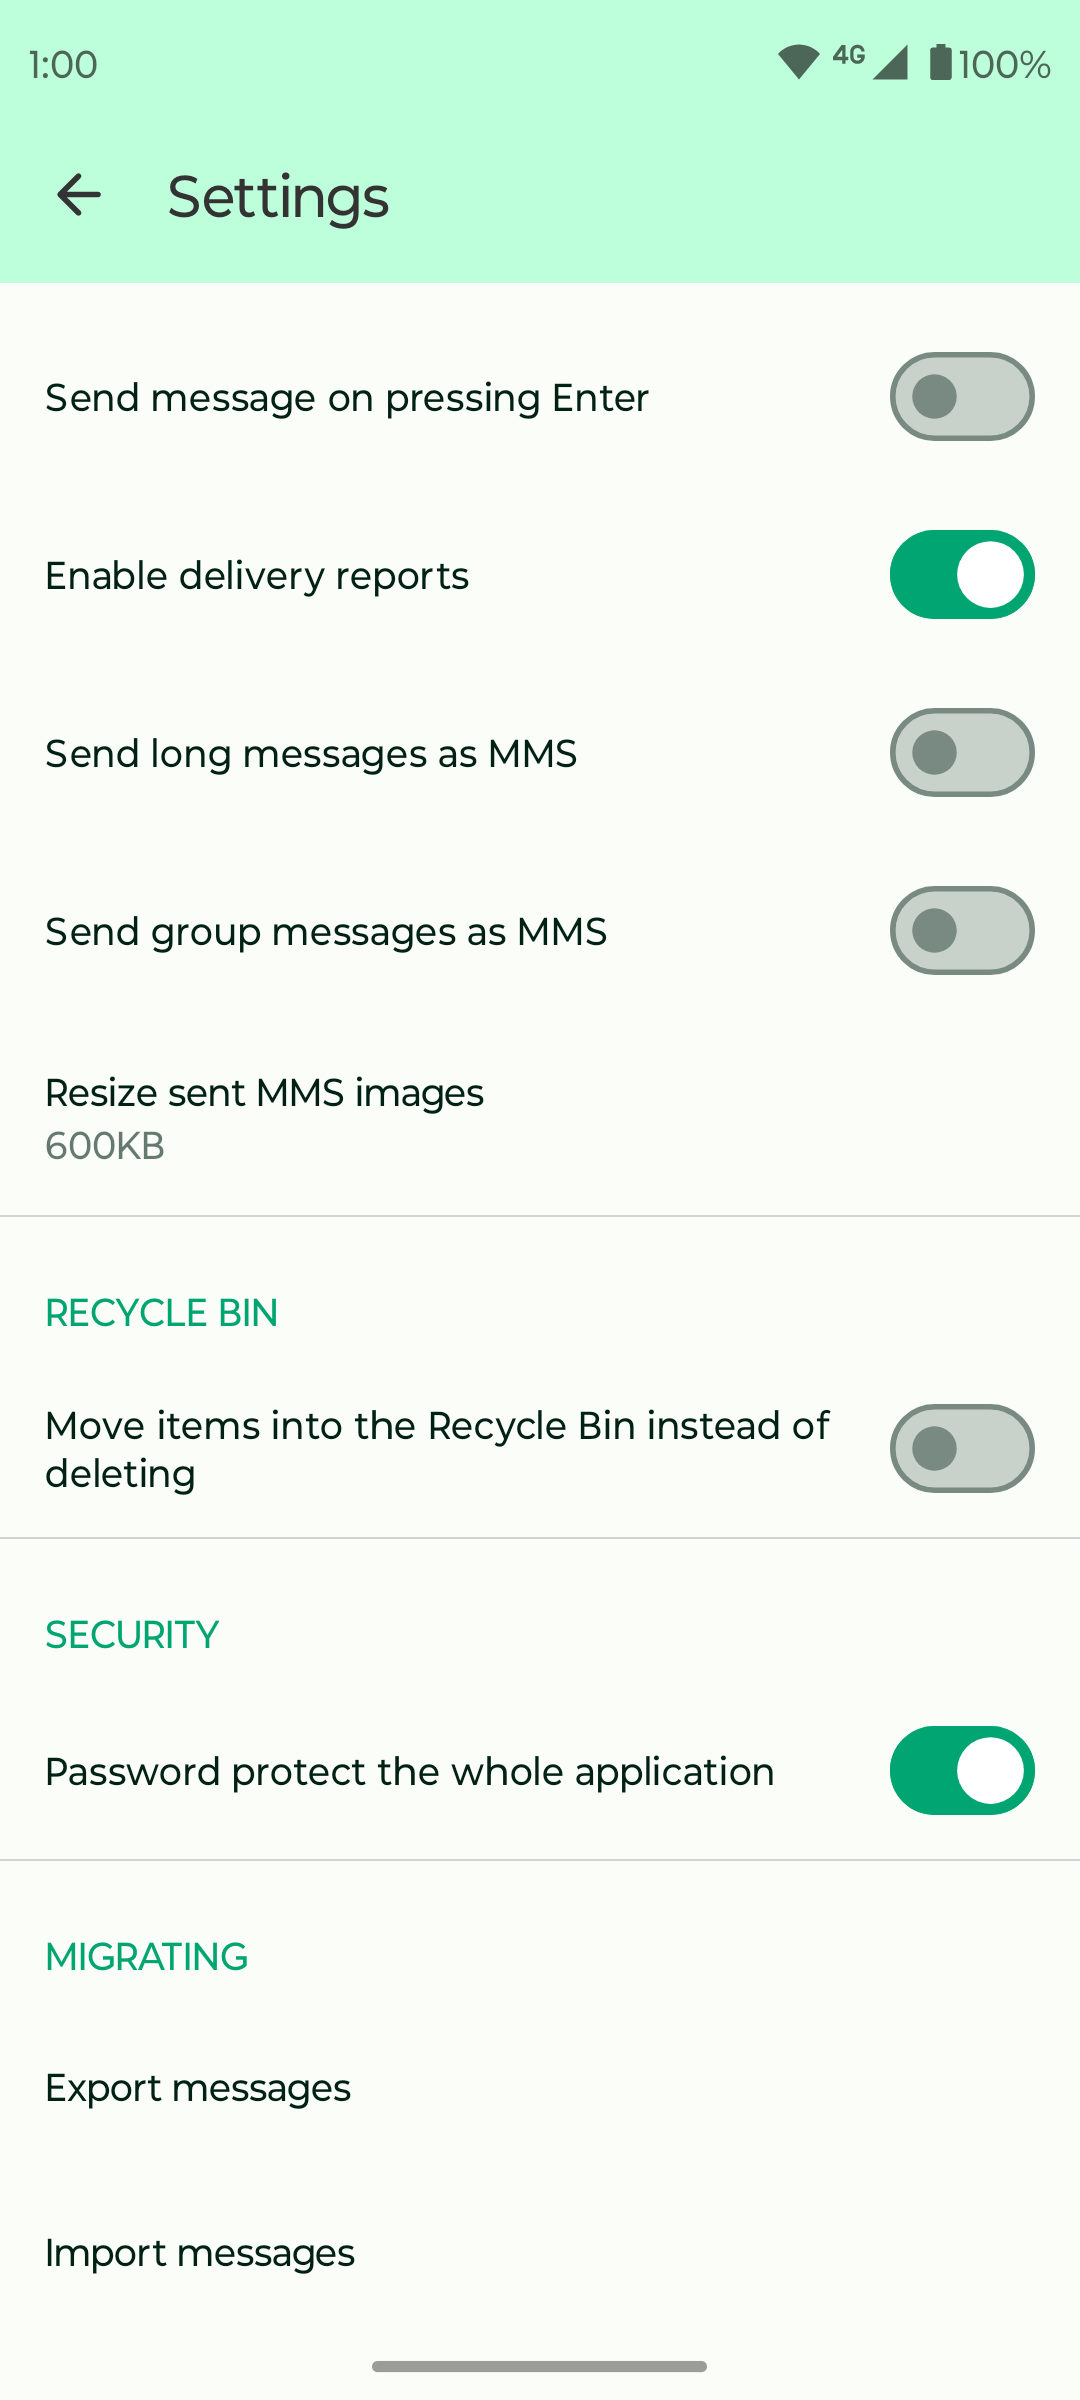 1:00 4G 100%
Settings
Send message on pressing Enter
Enable delivery reports
Send long messages as MMS
Send group messages as MMS
Resize sent MMS images
600KB
RECYCLE BIN
Move items into the Recycle Bin instead of
deleting
SECURITY
Password protect the whole application
MIGRATING
Export messages
Import messages